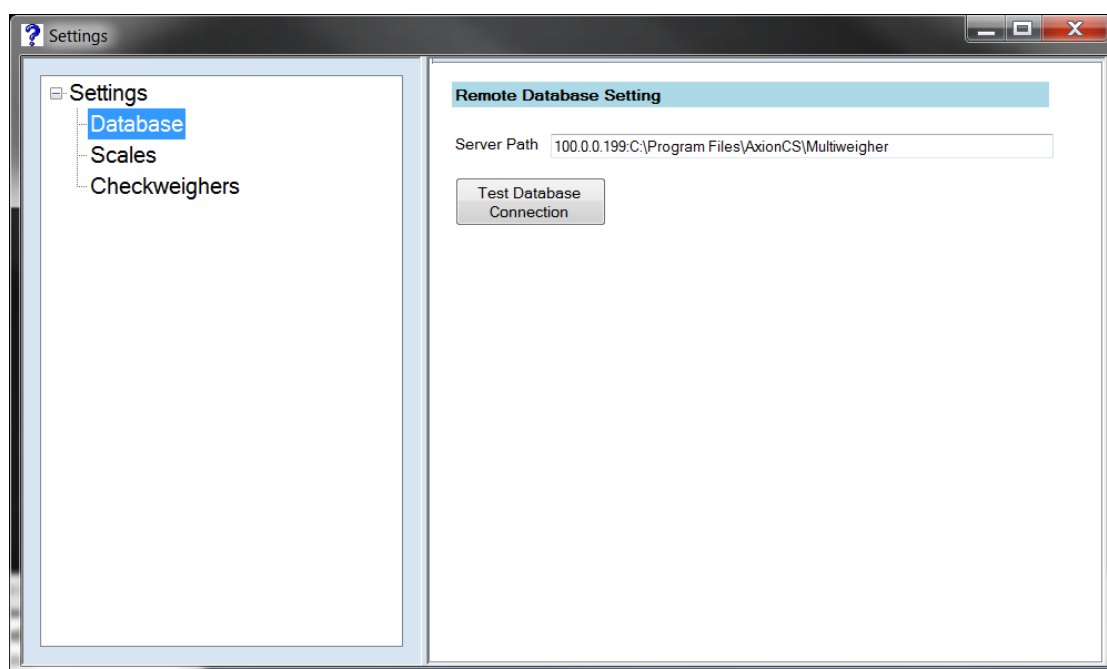 Settings
Settings
Database
Scales
Checkweighers
Remote Database Setting
Server Path 100.0.0.199:C:\Program Files\AxionCS\Multiweigher
Test Database
Connection